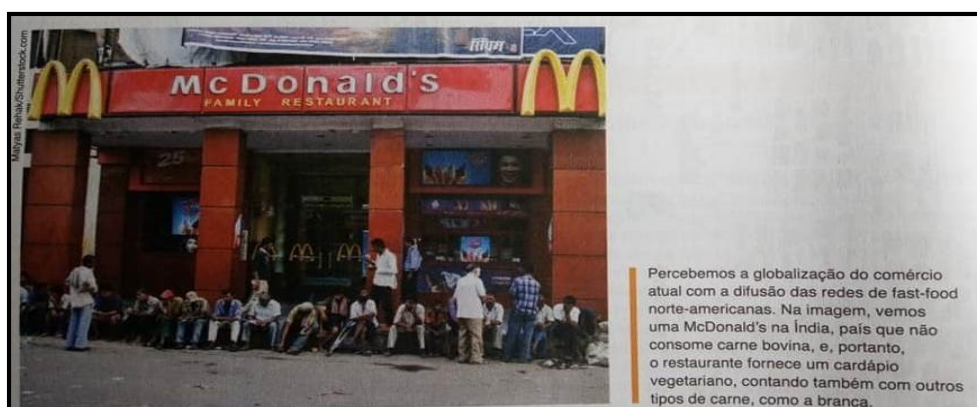 Matyas Rehak/Shutterstock.com
McDonald's
FAMILY RESTAURANT
25
Percebemos a globalização do comércio
atual com a difusão das redes de fast-food
norte-americanas. Na imagem, vemos
uma McDonald's na Índia, país que não
consome carne bovina, e, portanto,
o restaurante fornece um cardápio
vegetariano, contando também com outros
tipos de carne, como a branca.